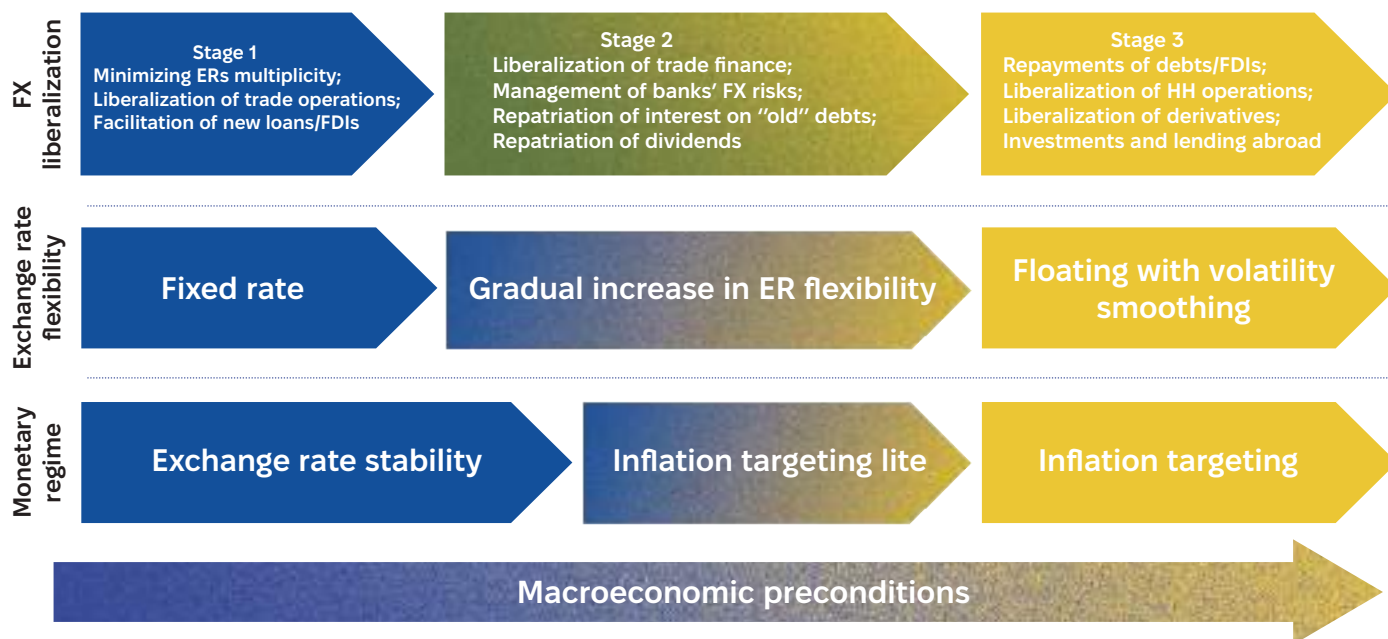 FX
liberalization
Stage 1
Minimizing ERs multiplicity;
Liberalization of trade operations;
Facilitation of new loans/FDIs
Stage 2
Liberalization of trade finance;
Management of banks’ FX risks;
Repatriation of interest on “old” debts;
Repatriation of dividends
Stage 3
Repayments of debts/FDIs;
Liberalization of HH operations;
Liberalization of derivatives;
Investments and lending abroad
Exchange rate
flexibility
Fixed rate
Gradual increase in ER flexibility
Floating with volatility
smoothing
Monetary
regime
Exchange rate stability
Inflation targeting lite
Inflation targeting
Macroeconomic preconditions